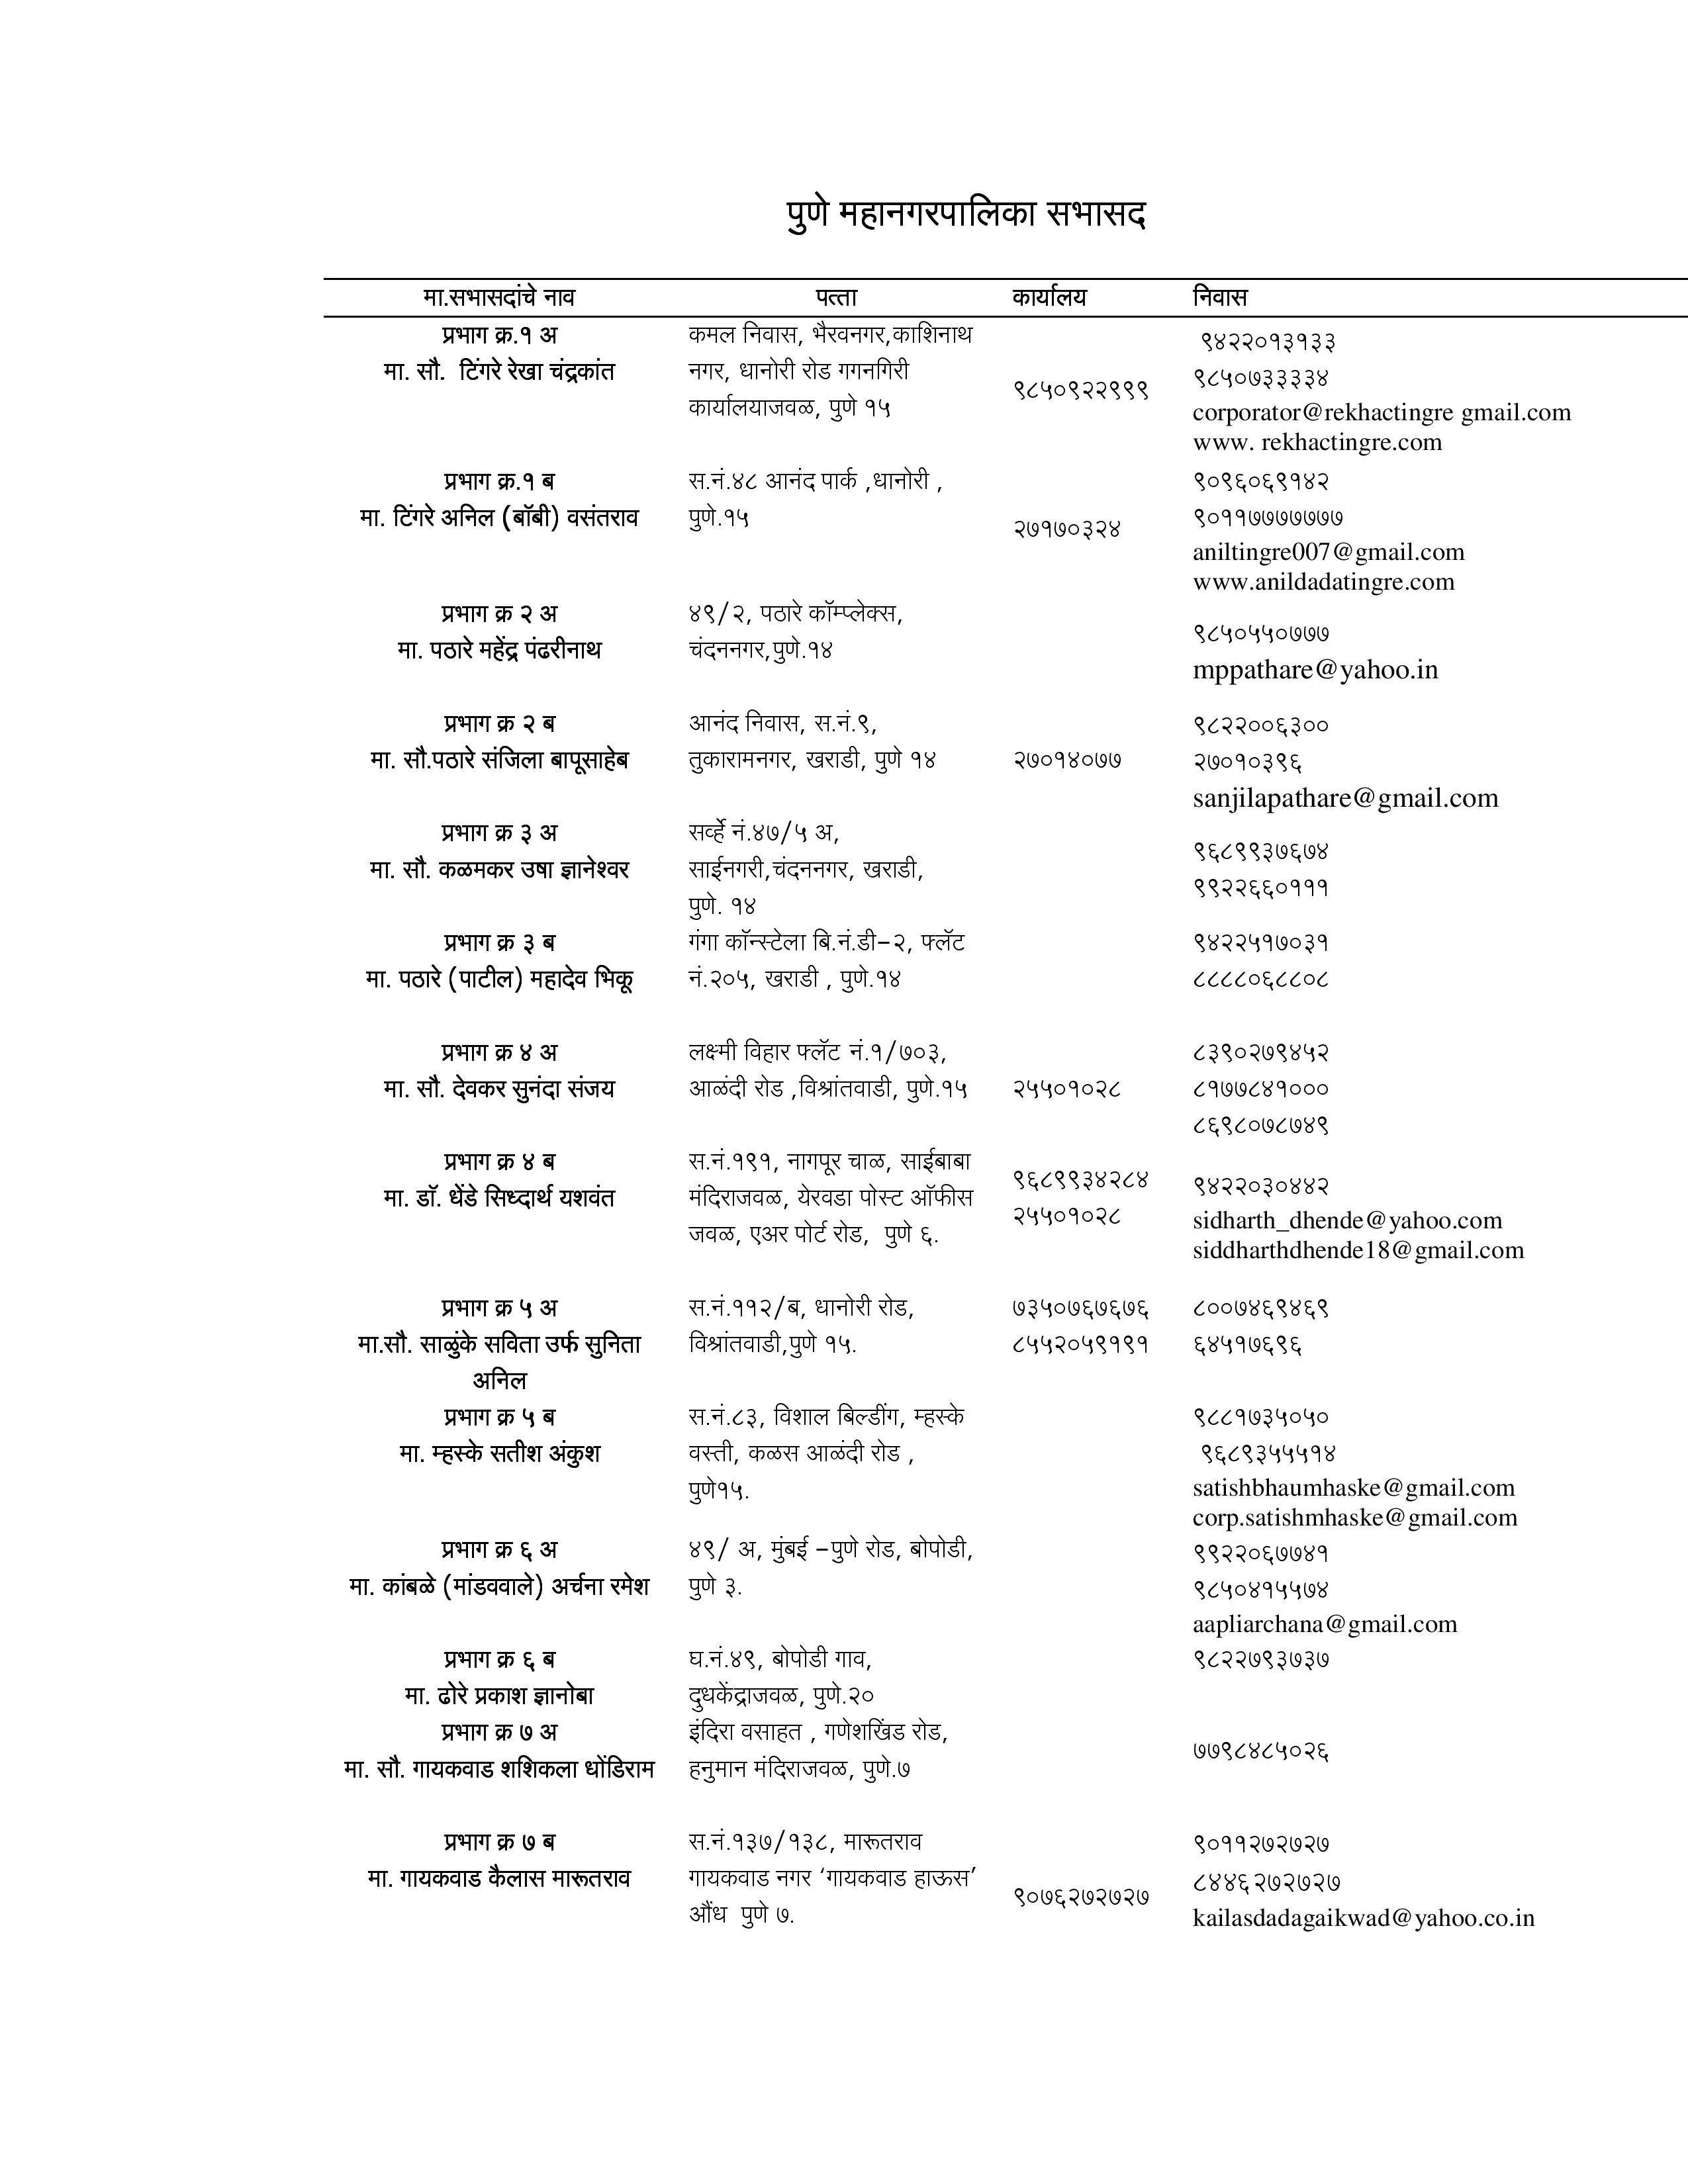 पुणे महानगरपालिका सभासद
मा.सभासदांचे नाव पत्ता कार्यालय निवास
प्रभाग क्र.१ अ
मा. सौ. टिंगरे रेखा चंद्रकांत
कमल निवास, भैरवनगर,काशिनाथ
नगर, धानोरी रोड गगनगिरी
कार्यालयाजवळ, पुणे १५
९८५०९२२९९९
९४२२०१३१३३
९८५०७३३३३४
corporator@rekhactingre gmail.com
www. rekhactingre.com
प्रभाग क्र.१ ब
मा. टिंगरे अनिल (बॉबी) वसंतराव
स.नं.४८ आनंद पार्क ,धानोरी ,
पुणे.१५
२७१७०३२४
९०९६०६९१४२
९०११७७७७७७७
aniltingre007@gmail.com
www.anildadatingre.com
प्रभाग क्र २ अ
मा. पठारे महेंद्र पंढरीनाथ
४९/२, पठारे कॉम्प्लेक्स,
चंदननगर,पुणे.१४
९८५०५५०७७७
mppathare@yahoo.in
प्रभाग क्र २ ब
मा. सौ.पठारे संजिला बापूसाहेब
आनंद निवास, स.नं.९,
तुकारामनगर, खराडी, पुणे १४
२७०१४०७७
९८२२००६३००
२७०१०३९६
sanjilapathare@gmail.com
प्रभाग क्र ३ अ
मा. सौ. कळमकर उषा ज्ञानेश्वर
सर्व्हे नं.४७/५ अ,
साईनगरी,चंदननगर, खराडी,
पुणे. १४
९६८९९३७६७४
९९२२६६०१११
प्रभाग क्र ३ ब
मा. पठारे (पाटील) महादेव भिकू
गंगा कॉन्स्टेला बि.नं.डी–२, फ्लॅट
नं.२०५, खराडी , पुणे.१४
९४२२५१७०३१
८८८८०६८८०८
प्रभाग क्र ४ अ
मा. सौ. देवकर सुनंदा संजय
लक्ष्मी विहार फ्लॅट नं.१/७०३,
आळंदी रोड ,विश्रांतवाडी, पुणे.१५
२५५०१०२८
८३९०२७९४५२
८१७७८४१०००
८६९८०७८७४९
प्रभाग क्र ४ ब
मा. डॉ. धेंडे सिध्दार्थ यशवंत
स.नं.१९१, नागपूर चाळ, साईबाबा
मंदिराजवळ, येरवडा पोस्ट ऑफीस
जवळ, एअर पोर्ट रोड, पुणे ६.
९६८९९३४२८४
२५५०१०२८
९४२२०३०४४२
sidharth_dhende@yahoo.com
siddharthdhende18@gmail.com
प्रभाग क्र ५ अ
मा.सौ. साळुंके सविता उर्फ सुनिता
अनिल
स.नं.११२/ब, धानोरी रोड,
विश्रांतवाडी,पुणे १५.
७३५०७६७६७६
८५५२०५९१९१
८००७४६९४६९
६४५१७६९६
प्रभाग क्र ५ ब
मा. म्हस्के सतीश अंकुश
स.नं.८३, विशाल बिल्डींग, म्हस्के
वस्ती, कळस आळंदी रोड ,
पुणे१५.
९८८१७३५०५०
९६८९३५५५१४
satishbhaumhaske@gmail.com
corp.satishmhaske@gmail.com
प्रभाग क्र ६ अ
मा. कांबळे (मांडववाले) अर्चना रमेश
४९/ अ, मुंबई –पुणे रोड, बोपोडी,
पुणे ३.
९९२२०६७७४१
९८५०४१५५७४
aapliarchana@gmail.com
प्रभाग क्र ६ ब
मा. ढोरे प्रकाश ज्ञानोबा
घ.नं.४९, बोपोडी गाव,
दुधकेंद्राजवळ, पुणे.२०
९८२२७९३७३७
प्रभाग क्र ७ अ
मा. सौ. गायकवाड शशिकला धोंडिराम
इंदिरा वसाहत , गणेशखिंड रोड,
हनुमान मंदिराजवळ, पुणे.७
७७९८४८५०२६
प्रभाग क्र ७ ब
मा. गायकवाड कैलास मारूतराव
स.नं.१३७/१३८, मारूतराव
गायकवाड नगर ‘गायकवाड हाऊस’
औंध पुणे ७.
९०७६२७२७२७
९०११२७२७२७
८४४६२७२७२७
kailasdadagaikwad@yahoo.co.in